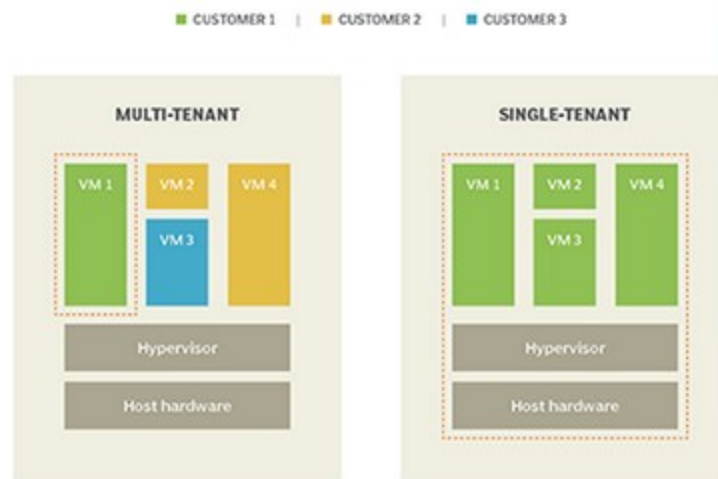 CUSTOMER 1 | CUSTOMER 2 | CUSTOMER 3
MULTI-TENANT
VM 1
VM 2
VM 4
VM 3
Hypervisor
Host hardware
SINGLE-TENANT
VM 1
VM 2
VM 4
VM 3
Hypervisor
Host hardware